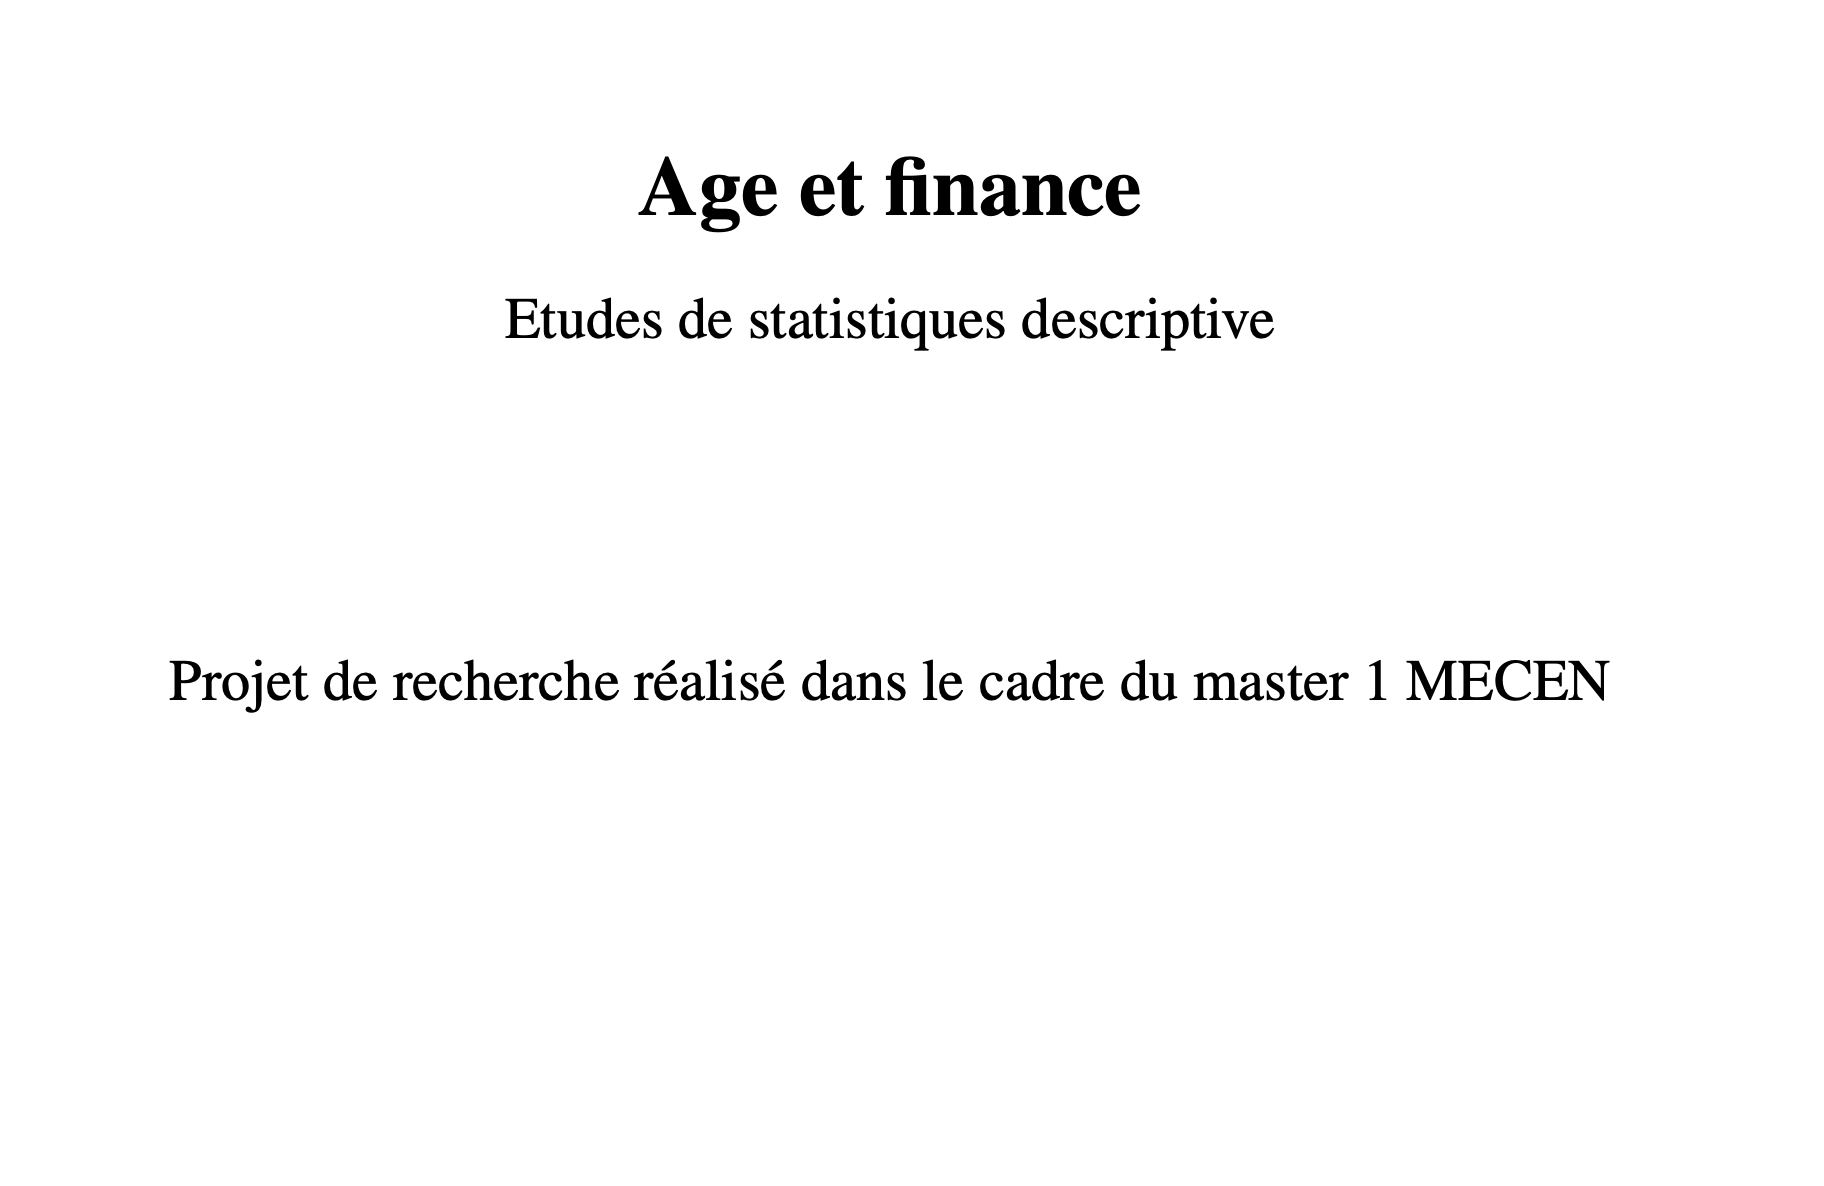 Age et finance
Etudes de statistiques descriptive
Projet de recherche réalisé dans le cadre du master 1 MECEN